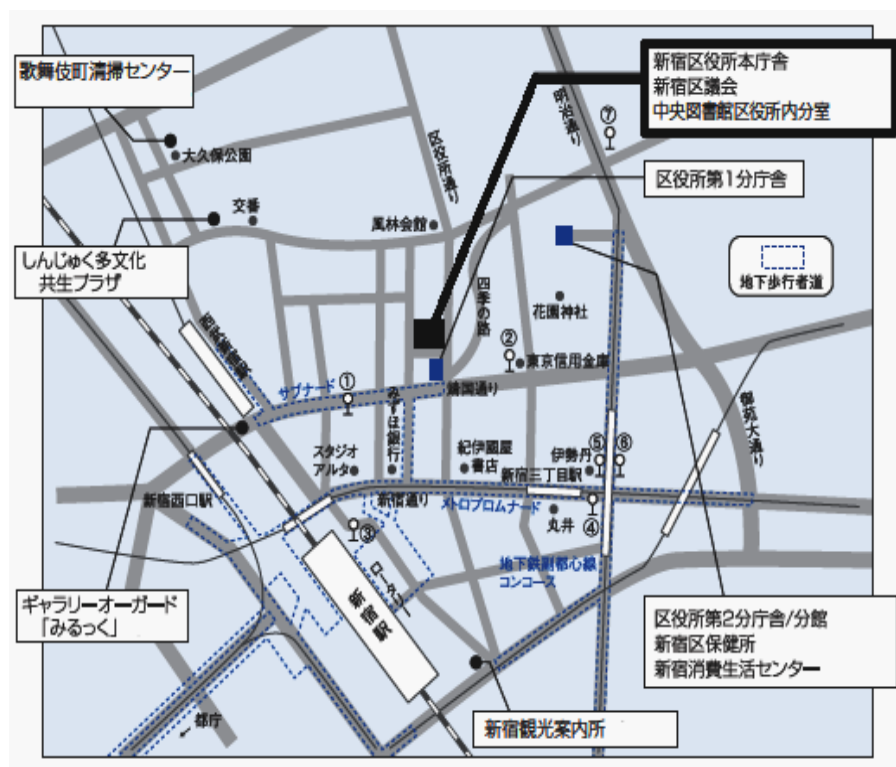 新宿区役所本庁舎
新宿区議会
中央図書館区役所内分室
歌舞伎町清掃センター
大久保公園
区役所通り
明治通り
⑦
区役所第1分庁舎
交番
風林会館
しんじゅく多文化
共生プラザ
四季の路
花園神社
地下歩行者道
西武新宿駅
②
東京信用金庫
サブナード
①
靖国通り
みずほ銀行
御苑大通り
スタジオ
アルタ
紀伊國屋
書店
伊勢丹
⑤
⑥
新宿三丁目駅
新宿西口駅
新宿通り
メトロプロムナード
③
丸井
④
地下鉄副都心線
コンコース
新宿駅
ギャラリーオーガード
「みるっく」
区役所第2分庁舎/分館
新宿区保健所
新宿消費生活センター
都庁
新宿観光案内所